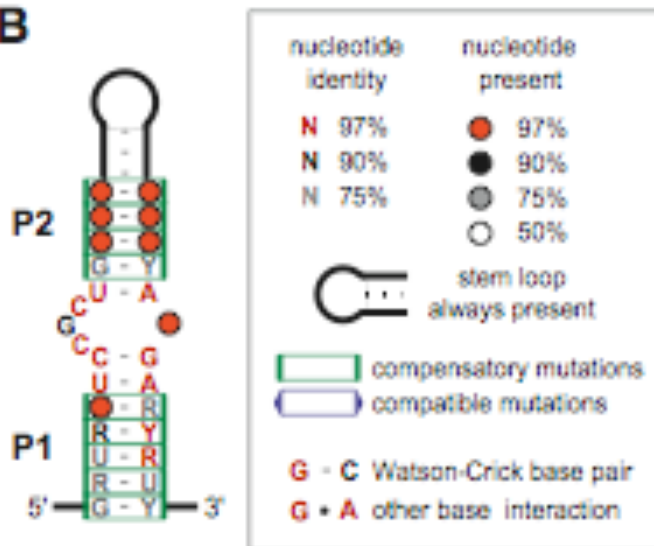 B
P2
G - Y
U - A
C
G
C
C - G
U - A
- R
R - Y
U - R
R - U
P1
5' G - Y 3'
nucleotide identity
nucleotide present
N 97%
N 90%
N 75%
97%
90%
75%
50%
stem loop
always present
compensatory mutations
compatible mutations
G - C Watson-Crick base pair
G • A other base interaction